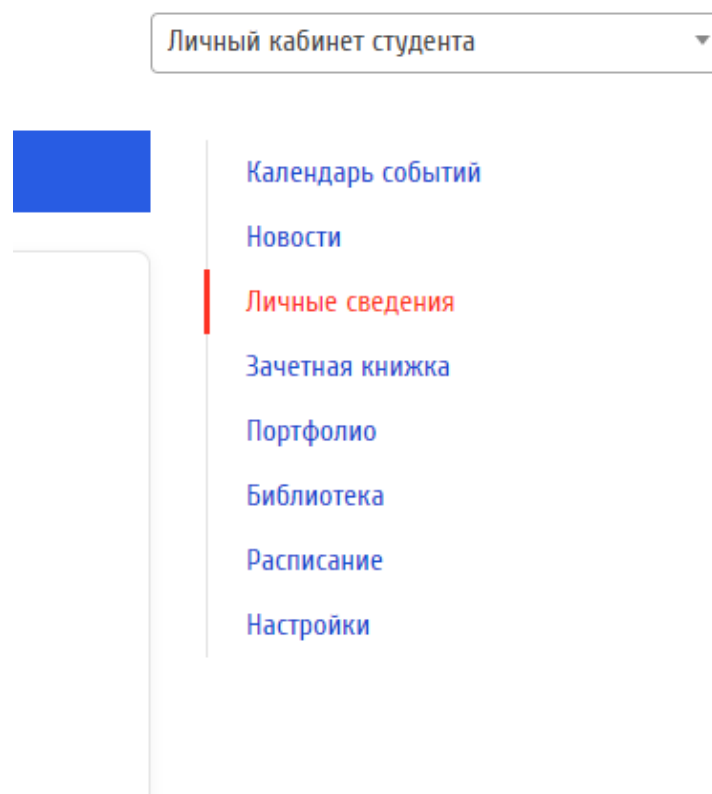 Личный кабинет студента
Календарь событий
Новости
Личные сведения
Зачетная книжка
Портфолио
Библиотека
Расписание
Настройки